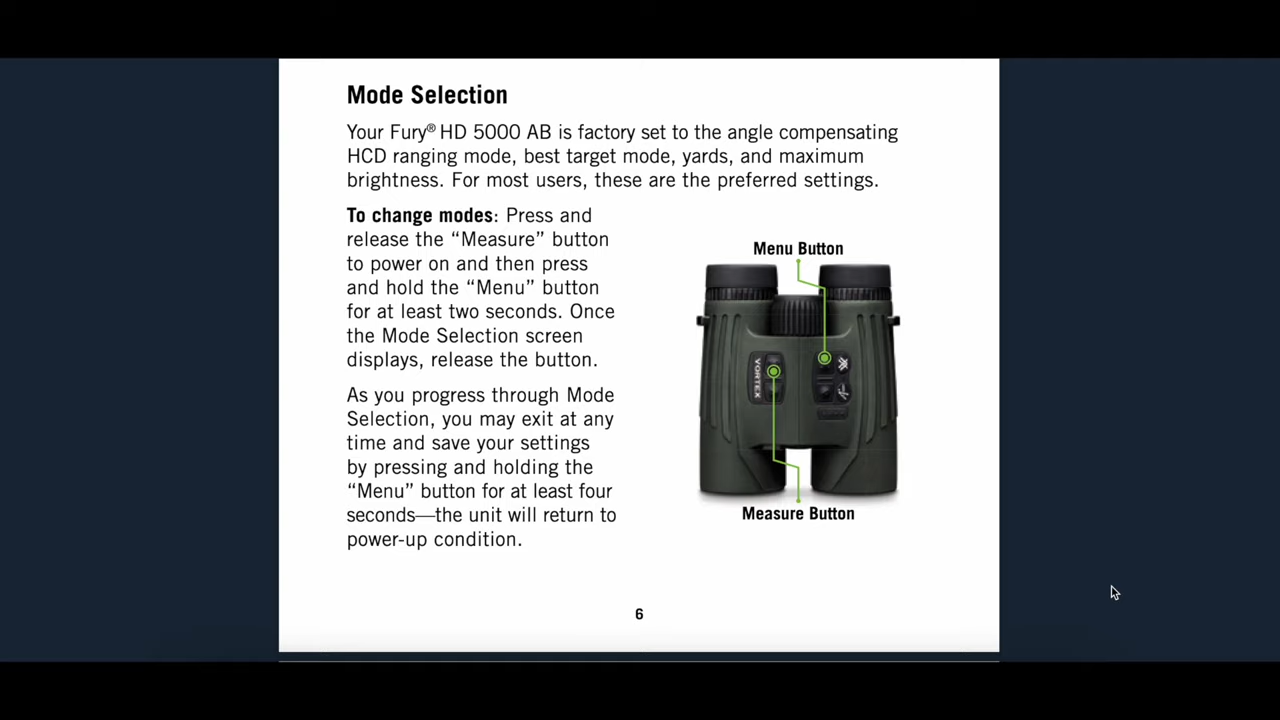 Mode Selection
Your Fury® HD 5000 AB is factory set to the angle compensating
HCD ranging mode, best target mode, yards, and maximum
brightness. For most users, these are the preferred settings.
To change modes: Press and
release the “Measure” button
to power on and then press
and hold the “Menu” button
for at least two seconds. Once
the Mode Selection screen
displays, release the button.
As you progress through Mode
Selection, you may exit at any
time and save your settings
by pressing and holding the
“Menu” button for at least four
seconds—the unit will return to
power-up condition.
Menu Button
VORTEX
Measure Button
6